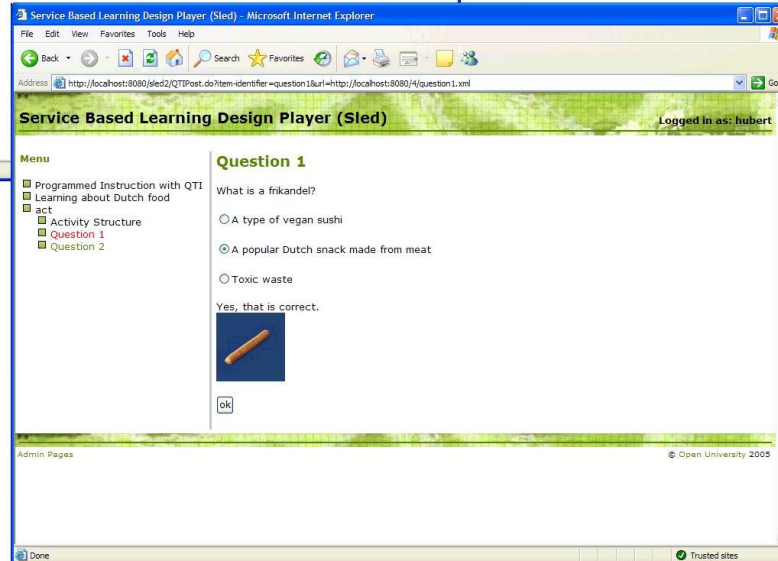 Service Based Learning Design Player (Sled) - Microsoft Internet Explorer
File Edit View Favorites Tools Help
Back Search Favorites
Address http://localhost:8080/sled2/QTIPost.do?item-identifier=question1&url=http://localhost:8080/4/question1.xml Go
Service Based Learning Design Player (Sled)
Logged in as: hubert
Menu
Programmed Instruction with QTI
Learning about Dutch food
act
Activity Structure
Question 1
Question 2
Question 1
What is a frikandel?
A type of vegan sushi
A popular Dutch snack made from meat
Toxic waste
Yes, that is correct.
ok
Admin Pages
© Open University 2005
Done
Trusted sites